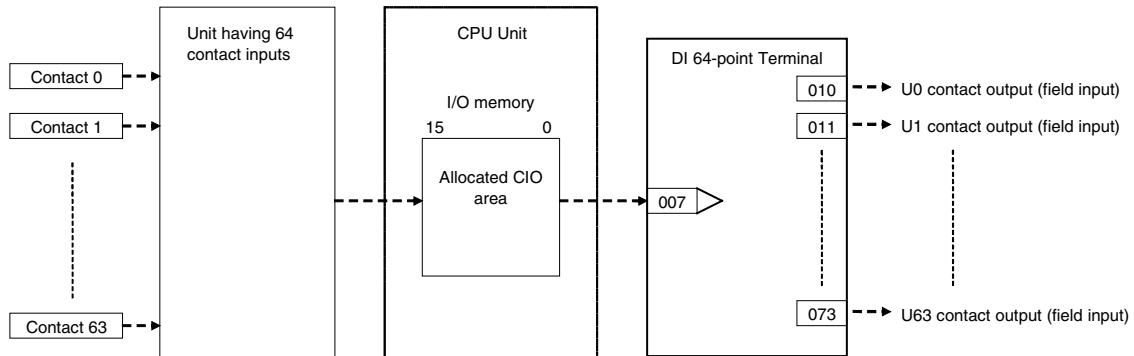 Unit having 64
contact inputs
Contact 0
Contact 1
Contact 63
CPU Unit
I/O memory
15 0
Allocated CIO
area
DI 64-point Terminal
007
010
011
073
U0 contact output (field input)
U1 contact output (field input)
U63 contact output (field input)